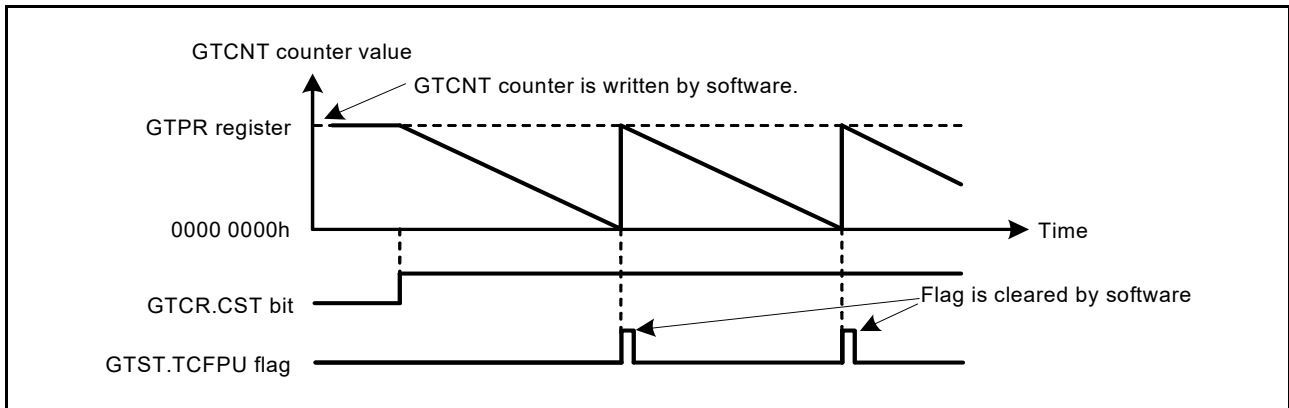 GTCNT counter value
GTCNT counter is written by software.
GTPR register
0000 0000h
Time
GTCR.CST bit
Flag is cleared by software
GTST.TCFPU flag